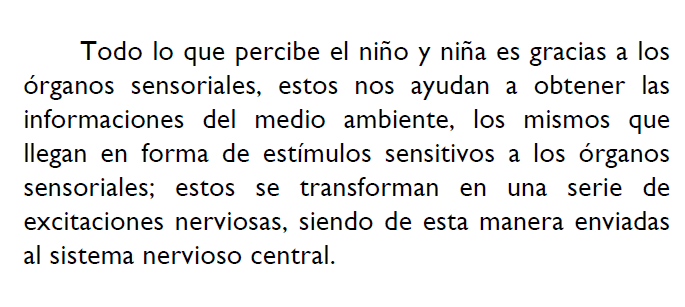 Todo lo que percibe el niño y niña es gracias a los
órganos sensoriales, estos nos ayudan a obtener las
informaciones del medio ambiente, los mismos que
llegan en forma de estímulos sensitivos a los órganos
sensoriales; estos se transforman en una serie de
excitaciones nerviosas, siendo de esta manera enviadas
al sistema nervioso central.